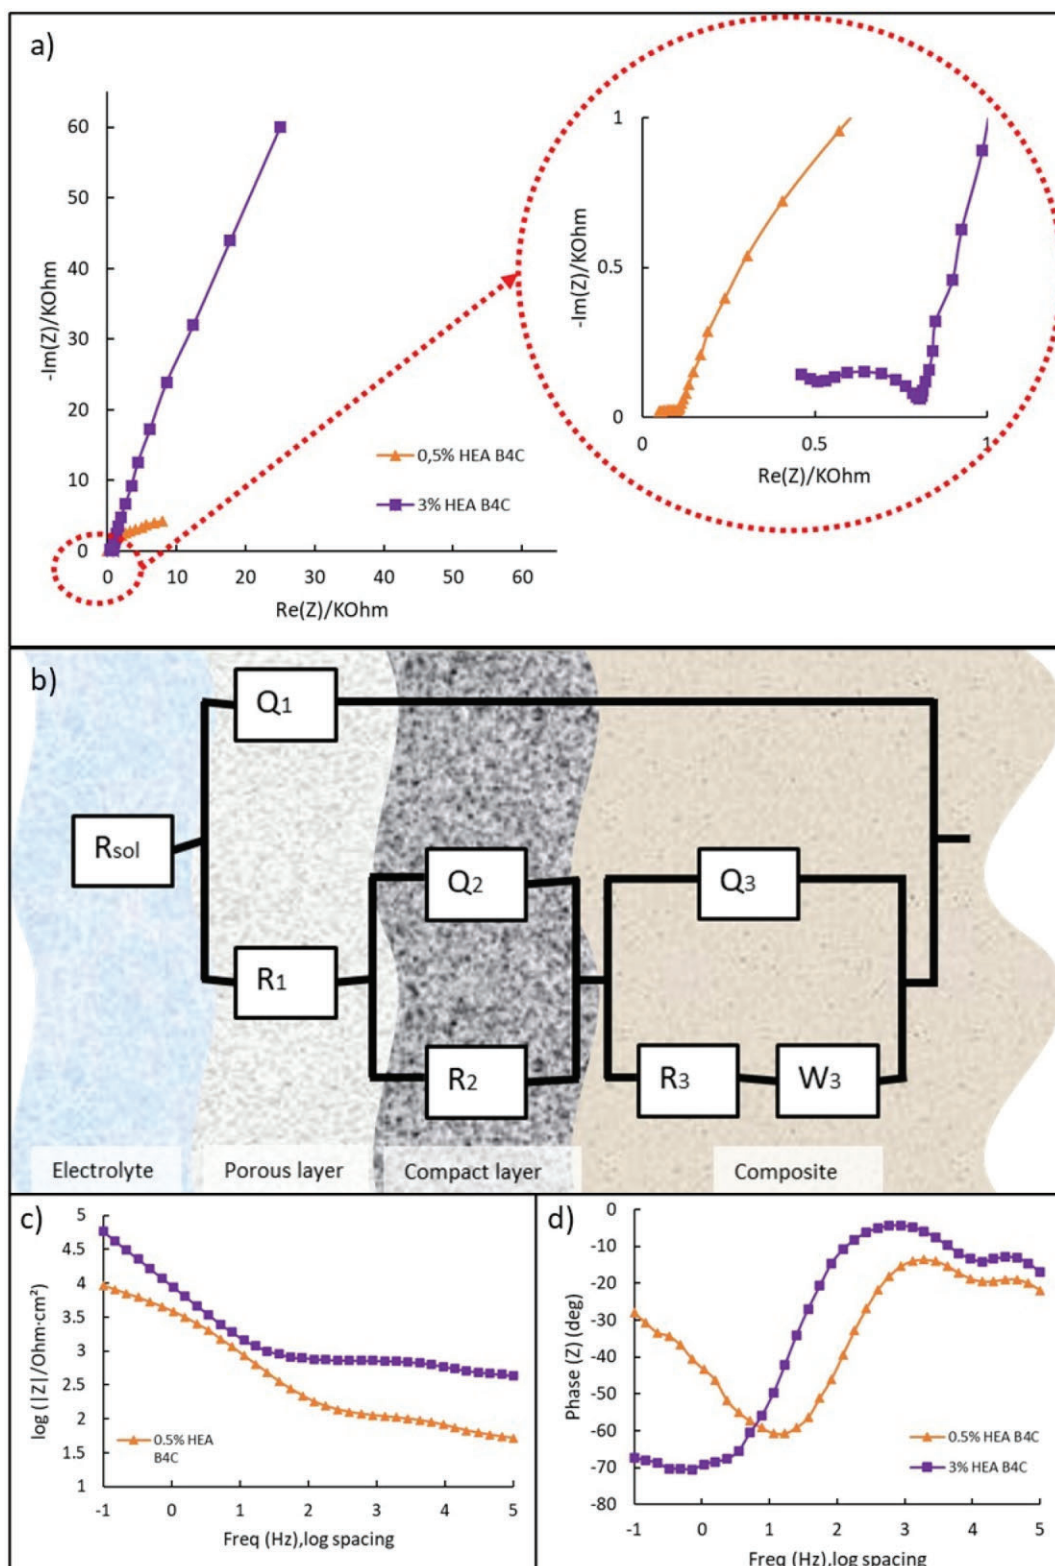 a)
60
50
40
30
20
10
0
-Im(Z)/KOhm
0 10 20 30 40 50 60
Re(Z)/KOhm
0,5% HEA B4C
3% HEA B4C
1
0.5
0
-Im(Z)/KOhm
0 0.5 1
Re(Z)/KOhm
b)
Q1
Rsol
Q2
Q3
R1
R2
R3
W3
Electrolyte
Porous layer
Compact layer
Composite
c)
5
4.5
4
3.5
3
2.5
2
1.5
1
log (|Z|/Ohm·cm²)
0.5% HEA
B4C
-1 0 1 2 3 4 5
Freq (Hz),log spacing
d)
0
-10
-20
-30
-40
-50
-60
-70
-80
Phase (Z) (deg)
0.5% HEA B4C
3% HEA B4C
-1 0 1 2 3 4 5
Freq (Hz),log spacing